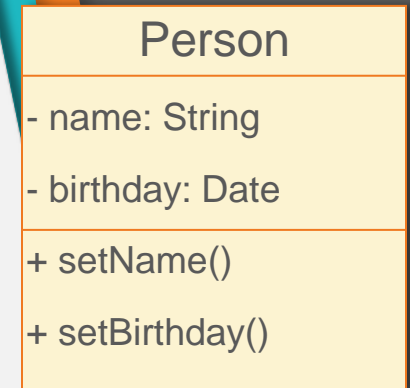 Person
- name: String
- birthday: Date
+ setName()
+ setBirthday()